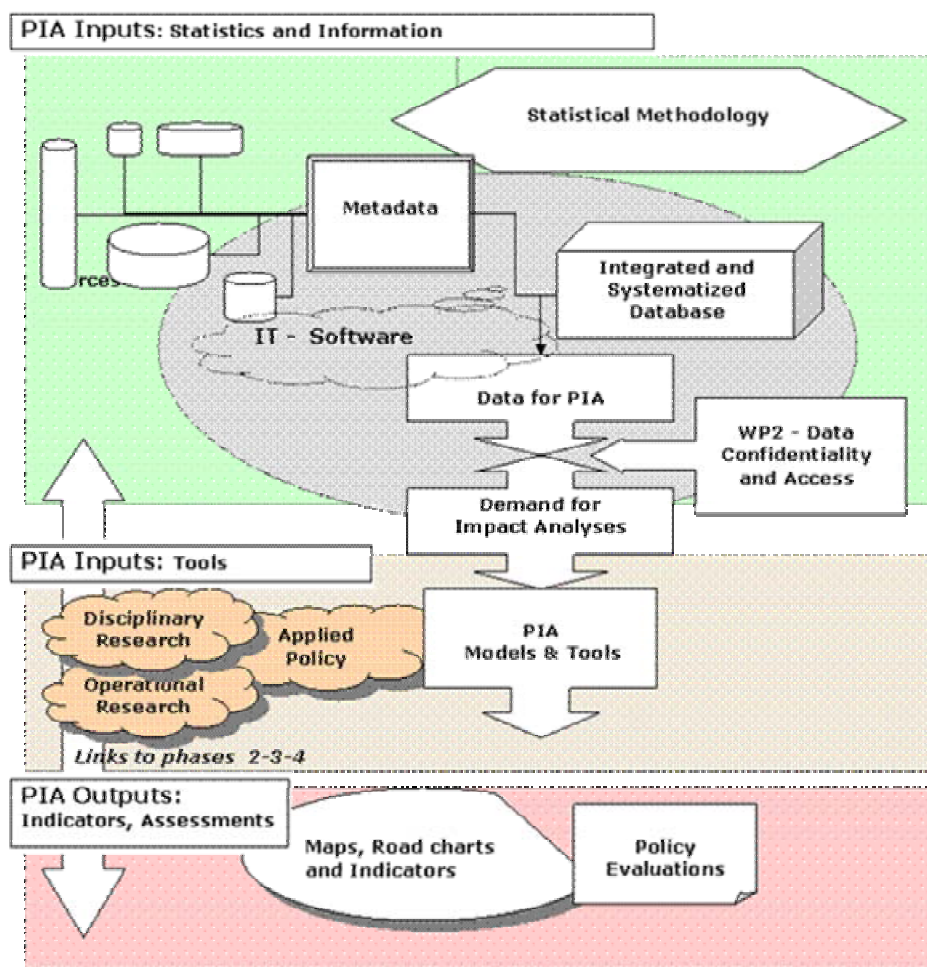 PIA Inputs: Statistics and Information
Statistical Methodology
Metadata
Integrated and
Systematized
Database
rces
IT - Software
Data for PIA
WP2 - Data
Confidentiality
and Access
Demand for
Impact Analyses
PIA Inputs: Tools
Disciplinary
Research
Applied
Policy
Operational
Research
PIA
Models & Tools
Links to phases 2-3-4
PIA Outputs:
Indicators, Assessments
Maps, Road charts
and Indicators
Policy
Evaluations